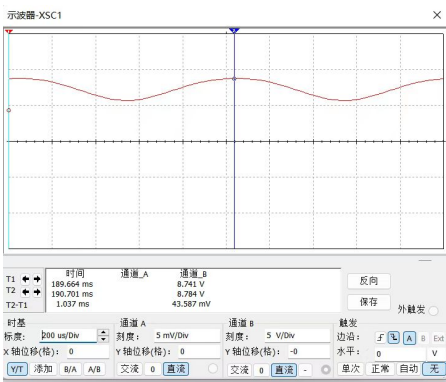 示波器-XSC1
时间 通道_A 通道_B
T1 189.664 ms 8.741 V
T2 190.701 ms 8.784 V
T2-T1 1.037 ms 43.587 mV
反向
保存
外触发
时基 通道 A 通道 B 触发
标度: 200 us/Div 刻度: 5 mV/Div 刻度: 5 V/Div 边沿: A B Ext
X 轴位移(格): 0 Y 轴位移(格): 0 Y 轴位移(格): -0 水平: 0 V
Y/T 添加 B/A A/B 交流 0 直流 交流 0 直流 - 单次 正常 自动 无